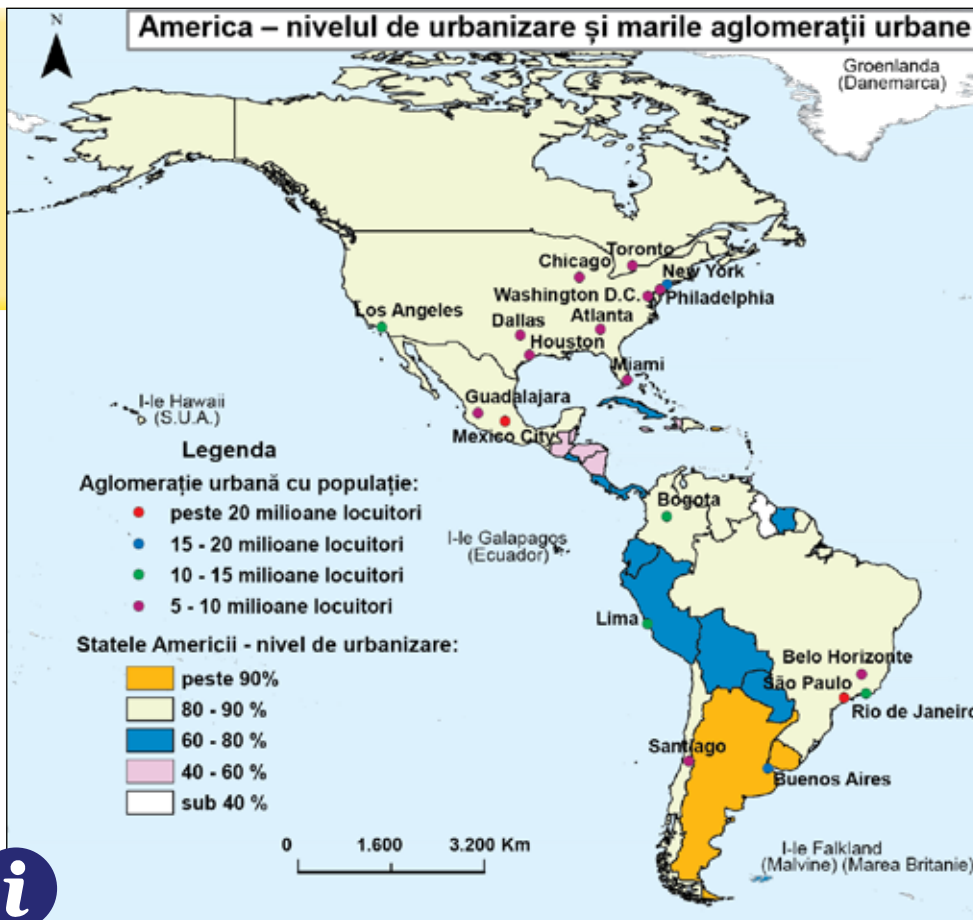 America – nivelul de urbanizare și marile aglomerații urbane
N
Groenlanda
(Danemarca)
Toronto
Chicago
New York
Washington D.C.
Philadelphia
Los Angeles
Atlanta
Dallas
Houston
Miami
Guadalajara
Mexico City
I-le Hawaii
(S.U.A.)
Legenda
Aglomerație urbană cu populație:
peste 20 milioane locuitori
15 - 20 milioane locuitori
10 - 15 milioane locuitori
5 - 10 milioane locuitori
Bogota
I-le Galapagos
(Ecuador)
Lima
Statele Americii - nivel de urbanizare:
peste 90%
80 - 90 %
60 - 80 %
40 - 60 %
sub 40 %
Belo Horizonte
São Paulo
Rio de Janeiro
Santiago
Buenos Aires
0 1.600 3.200 Km
I-le Falkland
(Malvine) (Marea Britanie)
i